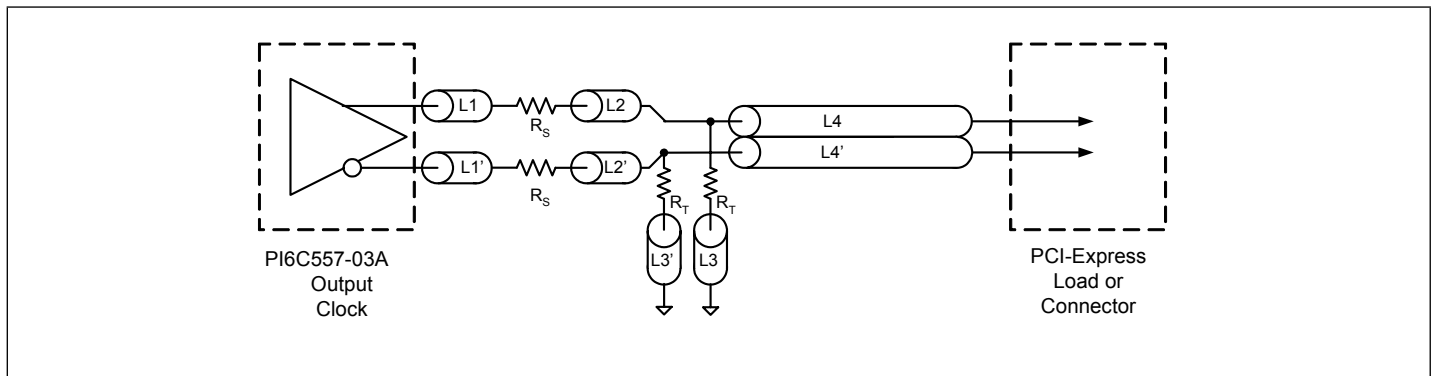 L1
R_S
L2
L4
L1'
R_S
L2'
L4'
R_T
R_T
L3'
L3
PI6C557-03A
Output
Clock
PCI-Express
Load or
Connector